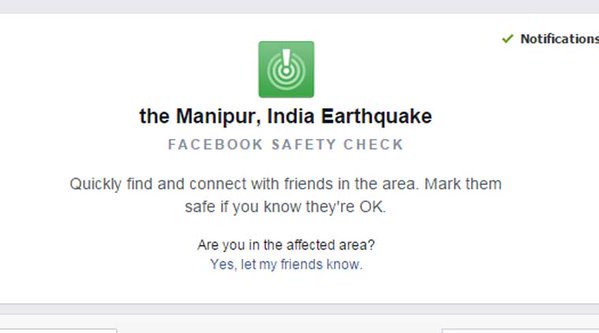 ✓ Notifications
the Manipur, India Earthquake
FACEBOOK SAFETY CHECK
Quickly find and connect with friends in the area. Mark them
safe if you know they're OK.
Are you in the affected area?
Yes, let my friends know.